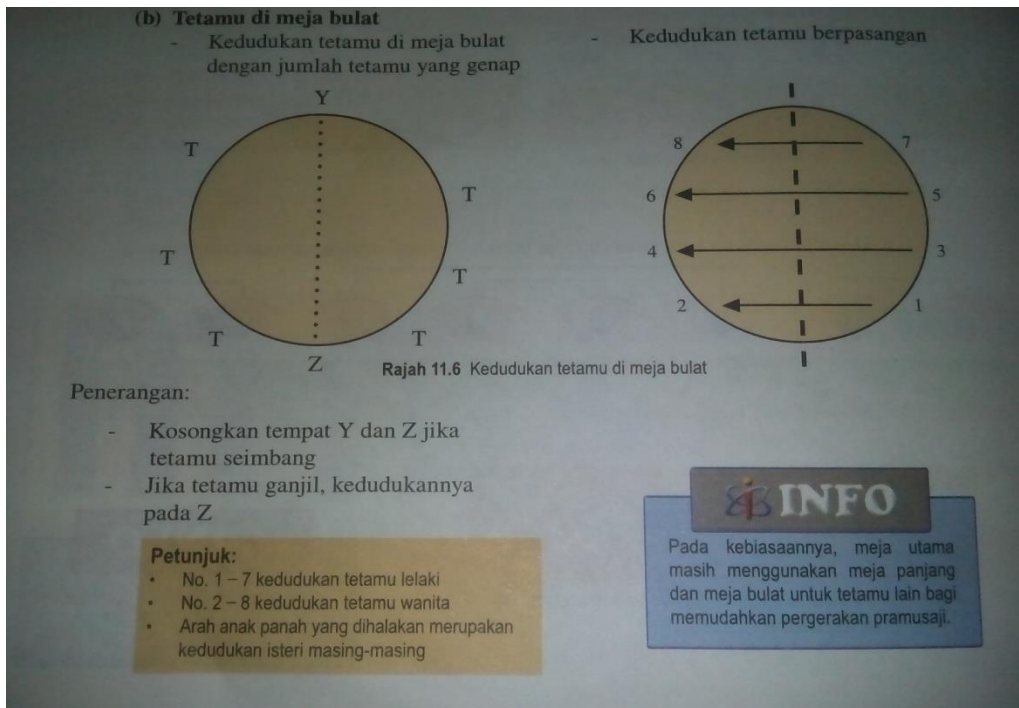 (b) Tetamu di meja bulat
- Kedudukan tetamu di meja bulat
dengan jumlah tetamu yang genap
- Kedudukan tetamu berpasangan
Y
T
T
T
T
T
T
Z
8
7
6
5
4
3
2
1
Rajah 11.6 Kedudukan tetamu di meja bulat
Penerangan:
- Kosongkan tempat Y dan Z jika
tetamu seimbang
- Jika tetamu ganjil, kedudukannya
pada Z
Petunjuk:
• No. 1 – 7 kedudukan tetamu lelaki
• No. 2 – 8 kedudukan tetamu wanita
• Arah anak panah yang dihalakan merupakan
kedudukan isteri masing-masing
INFO
Pada kebiasaannya, meja utama
masih menggunakan meja panjang
dan meja bulat untuk tetamu lain bagi
memudahkan pergerakan pramusaji.